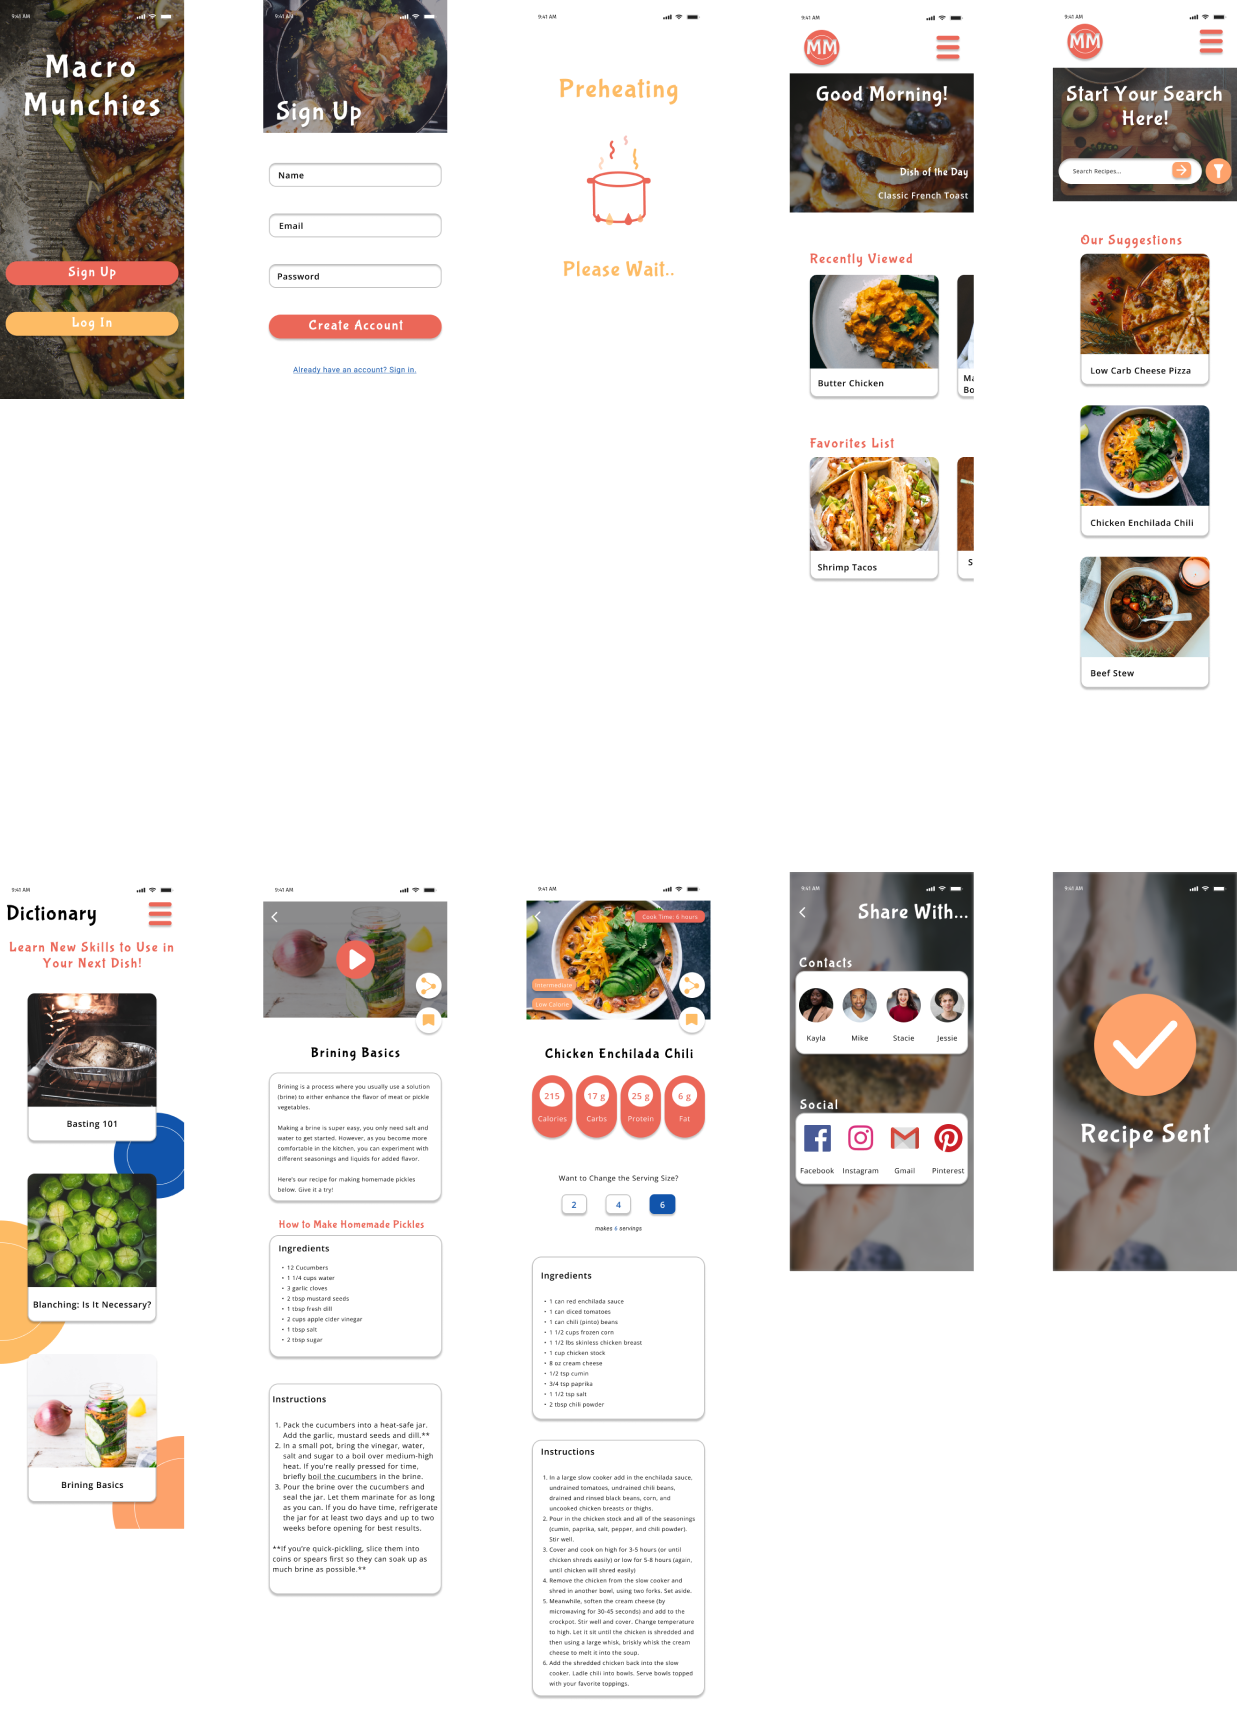 9:41 AM
Macro
Munchies
Sign Up
Log In
9:41 AM
Sign Up
Name
Email
Password
Create Account
Already have an account? Sign in.
9:41 AM
Preheating
Please Wait..
9:41 AM
MM
Good Morning!
Dish of the Day
Classic French Toast
Recently Viewed
Butter Chicken
Ma
Bo
Favorites List
Shrimp Tacos
S
9:41 AM
MM
Start Your Search
Here!
Search Recipes...
Our Suggestions
Low Carb Cheese Pizza
Chicken Enchilada Chili
Beef Stew
9:41 AM
Dictionary
Learn New Skills to Use in
Your Next Dish!
Basting 101
Blanching: Is It Necessary?
Brining Basics
9:41 AM
Brining Basics
Brining is a process where you usually use a solution
(brine) to either enhance the flavor of meat or pickle
vegetables.
Making a brine is super easy, you only need salt and
water to get started. However, as you become more
comfortable in the kitchen, you can experiment with
different seasonings and liquids for added flavor.
Here's our recipe for making homemade pickles
below. Give it a try!
How to Make Homemade Pickles
Ingredients
• 12 Cucumbers
• 1 1/4 cups water
• 3 garlic cloves
• 2 tbsp mustard seeds
• 1 tbsp fresh dill
• 2 cups apple cider vinegar
• 1 tbsp salt
• 2 tbsp sugar
Instructions
1. Pack the cucumbers into a heat-safe jar.
Add the garlic, mustard seeds and dill.**
2. In a small pot, bring the vinegar, water,
salt and sugar to a boil over medium-high
heat. If you're really pressed for time,
briefly boil the cucumbers in the brine.
3. Pour the brine over the cucumbers and
seal the jar. Let them marinate for as long
as you can. If you do have time, refrigerate
the jar for at least two days and up to two
weeks before opening for best results.
**If you're quick-pickling, slice them into
coins or spears first so they can soak up as
much brine as possible.**
9:41 AM
Cook Time: 6 hours
Intermediate
Low Calorie
Chicken Enchilada Chili
215
17 g
25 g
6 g
Calories
Carbs
Protein
Fat
Want to Change the Serving Size?
2
4
6
makes 6 servings
Ingredients
• 1 can red enchilada sauce
• 1 can diced tomatoes
• 1 can chili (pinto) beans
• 1 1/2 cups frozen corn
• 1 1/2 lbs skinless chicken breast
• 1 cup chicken stock
• 8 oz cream cheese
• 1/2 tsp cumin
• 3/4 tsp paprika
• 1 1/2 tsp salt
• 2 tbsp chili powder
Instructions
1. In a large slow cooker add in the enchilada sauce,
undrained tomatoes, undrained chili beans,
drained and rinsed black beans, corn, and
uncooked chicken breasts or thighs.
2. Pour in the chicken stock and all of the seasonings
(cumin, paprika, salt, pepper, and chili powder).
Stir well.
3. Cover and cook on high for 3-5 hours (or until
chicken shreds easily) or low for 5-8 hours (again,
until chicken will shred easily)
4. Remove the chicken from the slow cooker and
shred in another bowl, using two forks. Set aside.
5. Meanwhile, soften the cream cheese (by
microwaving for 30-45 seconds) and add to the
crockpot. Stir well and cover. Change temperature
to high. Let it sit until the chicken is shredded and
then using a large whisk, briskly whisk the cream
cheese to melt it into the soup.
6. Add the shredded chicken back into the slow
cooker. Ladle chili into bowls. Serve bowls topped
with your favorite toppings.
9:41 AM
Share With...
Contacts
Kayla
Mike
Stacie
Jessie
Social
Facebook
Instagram
Gmail
Pinterest
9:41 AM
Recipe Sent